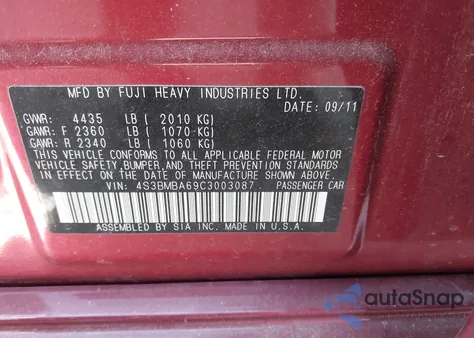 MFD BY FUJI HEAVY INDUSTRIES LTD.
DATE: 09/11
GVWR: 4435 LB ( 2010 KG)
GAWR: F 2360 LB ( 1070 KG)
GAWR: R 2340 LB ( 1060 KG)
THIS VEHICLE CONFORMS TO ALL APPLICABLE FEDERAL MOTOR
VEHICLE SAFETY, BUMPER, AND THEFT PREVENTION STANDARDS
IN EFFECT ON THE DATE OF MANUFACTURE SHOWN ABOVE.
VIN: 4S3BMBA69C3003087 PASSENGER CAR
ASSEMBLED BY SIA INC. MADE IN U.S.A.
autoSnap